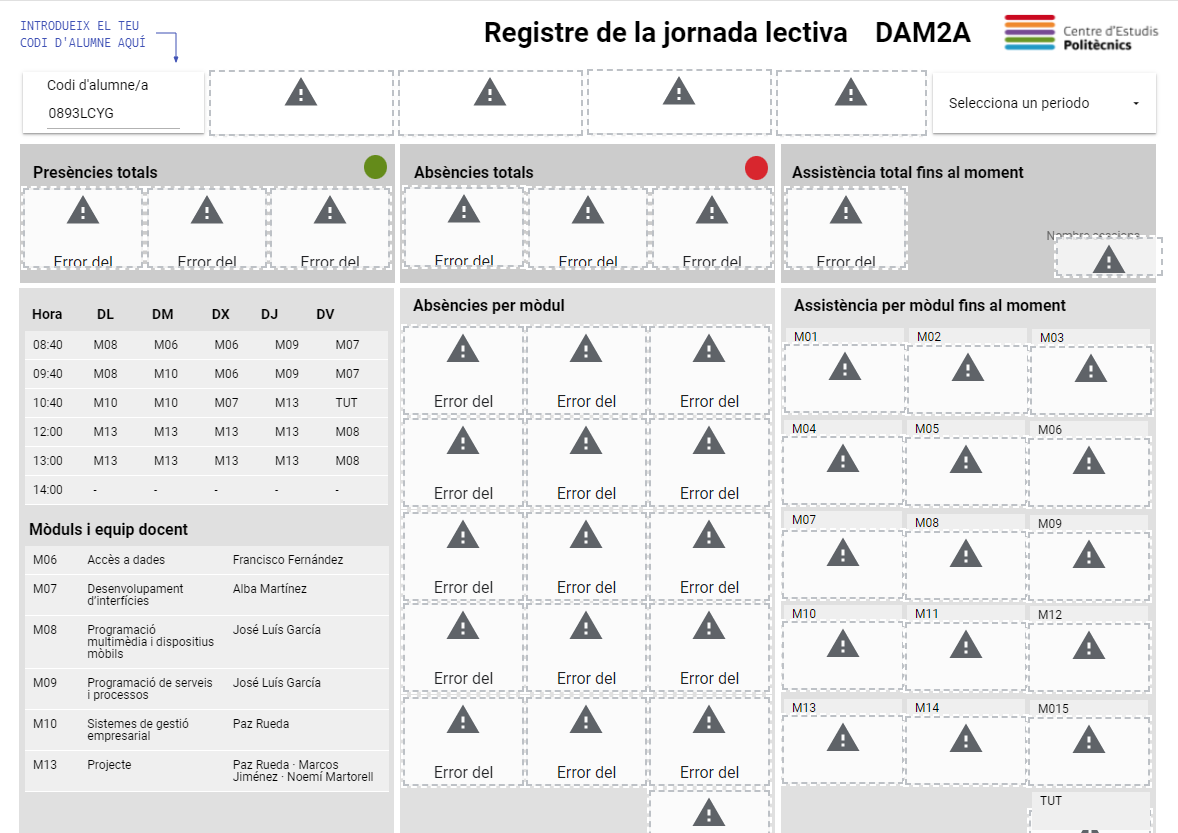 INTRODUEIX EL TEU
CODI D'ALUMNE AQUÍ
Registre de la jornada lectiva DAM2A
Centre d'Estudis
Politècnics
Codi d'alumne/a
0893LCYG
Selecciona un periodo
Presències totals
Absències totals
Assistència total fins al moment
Error del Error del Error del
Error del Error del Error del
Error del
Hora DL DM DX DJ DV
08:40 M08 M06 M06 M09 M07
09:40 M08 M10 M06 M09 M07
10:40 M10 M10 M07 M13 TUT
12:00 M13 M13 M13 M13 M08
13:00 M13 M13 M13 M13 M08
14:00 - - - - -
Mòduls i equip docent
M06 Accès a dades Francisco Fernández
M07 Desenvolupament Alba Martínez
d'interfícies
M08 Programació José Luís García
multimèdia i dispositius
mòbils
M09 Programació de serveis José Luís García
i processos
M10 Sistemes de gestió Paz Rueda
empresarial
M13 Projecte Paz Rueda · Marcos
Jiménez · Noemí Martorell
Absències per mòdul
Error del Error del Error del
Error del Error del Error del
Error del Error del Error del
Error del Error del Error del
Error del Error del Error del
Assistència per mòdul fins al moment
M01 M02 M03
M04 M05 M06
M07 M08 M09
M10 M11 M12
M13 M14 M015
TUT